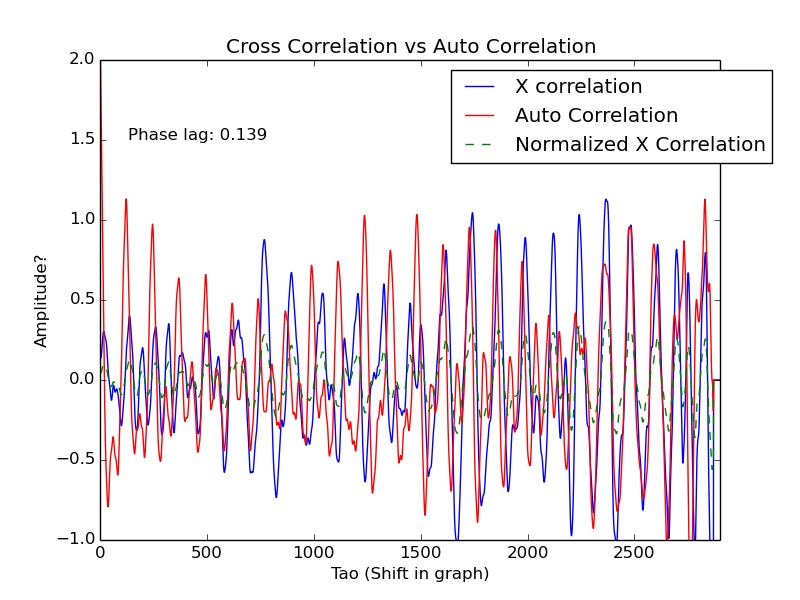 Cross Correlation vs Auto Correlation
2.0
1.5
1.0
0.5
0.0
−0.5
−1.0
Amplitude?
Phase lag: 0.139
X correlation
Auto Correlation
Normalized X Correlation
0
500
1000
1500
2000
2500
Tao (Shift in graph)